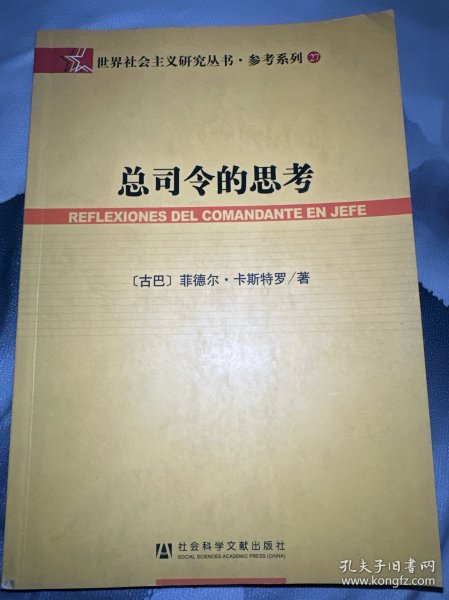 世界社会主义研究丛书·参考系列27
总司令的思考
REFLEXIONES DEL COMANDANTE EN JEFE
〔古巴〕菲德尔·卡斯特罗/著
社会科学文献出版社
SOCIAL SCIENCES ACADEMIC PRESS (CHINA)
孔夫子旧书网
www.kongfz.com